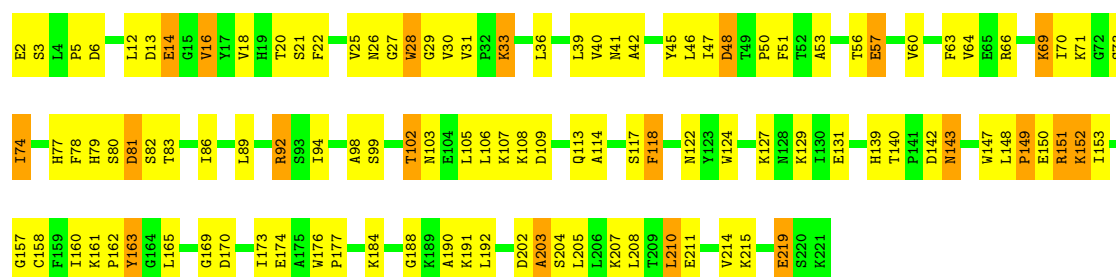 E2 S3 L4 P5 D6 L12 D13 E14 G15 V16 Y17 V18 H19 T20 S21 F22 V25 N26 G27 W28 G29 V30 V31 P32 K33 L36 L39 V40 N41 A42 Y45 L46 I47 D48 T49 P50 F51 T52 A53 T56 E57 V60 F63 V64 E65 R66 K69 I70 K71 G72
I74 H77 F78 H79 S80 D81 S82 T83 I86 L89 R92 S93 I94 A98 S99 T102 N103 E104 L105 L106 K107 K108 D109 Q113 A114 S117 F118 N122 Y123 W124 K127 N128 K129 I130 E131 H139 T140 P141 D142 N143 W147 L148 P149 E150 R151 K152 I153
G157 C158 F159 I160 K161 P162 Y163 G164 L165 G169 D170 I173 E174 A175 W176 P177 K184 G188 K189 A190 K191 L192 D202 A203 S204 L205 L206 K207 L208 T209 L210 E211 V214 K215 E219 S220 K221